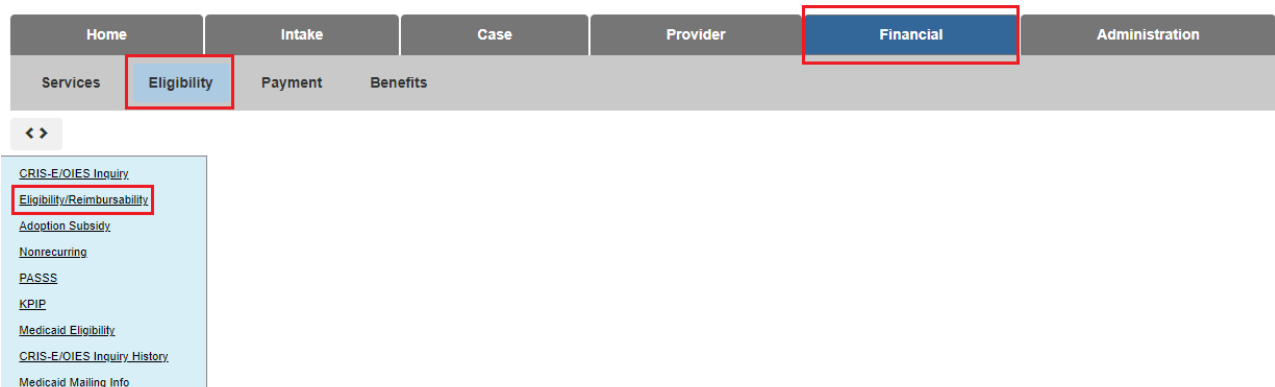 Home Intake Case Provider Financial Administration
Services Eligibility Payment Benefits
CRIS-E/OIES Inquiry
Eligibility/Reimbursability
Adoption Subsidy
Nonrecurring
PASSS
KPIP
Medicaid Eligibility
CRIS-E/OIES Inquiry History
Medicaid Mailing Info